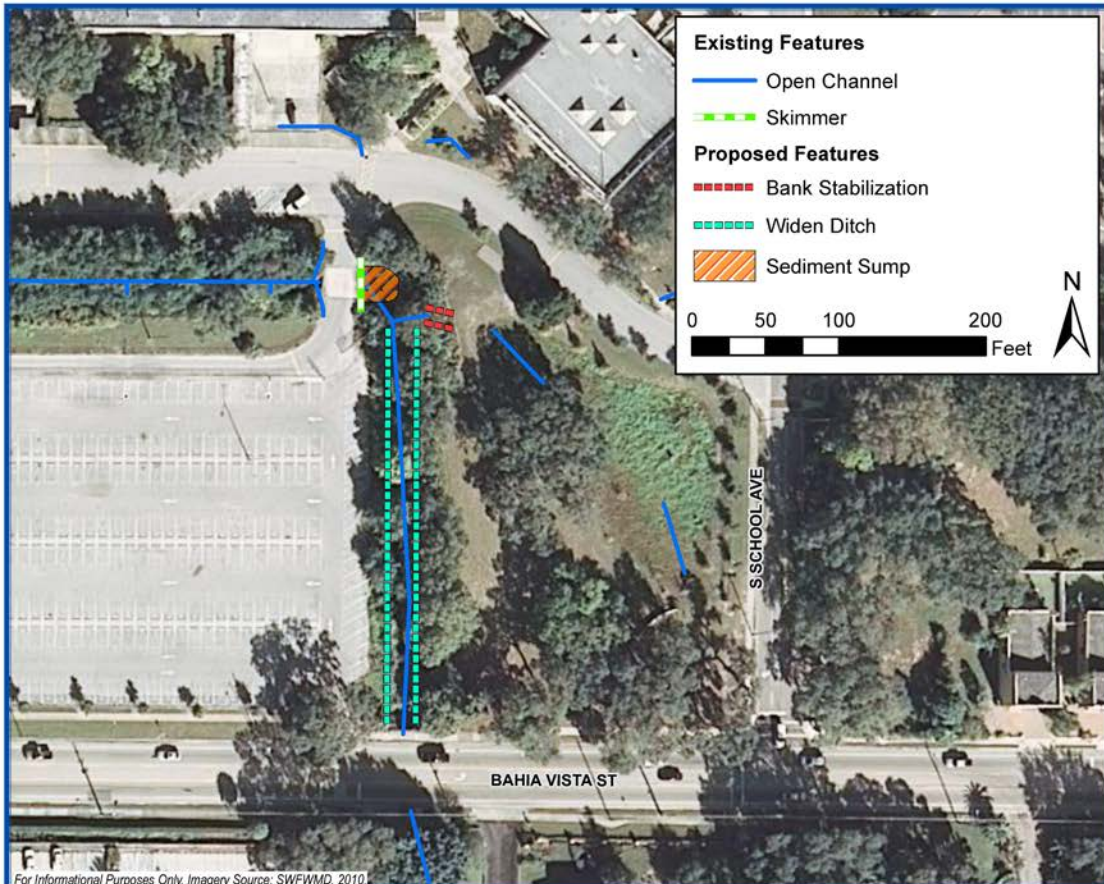 Existing Features
Open Channel
Skimmer
Proposed Features
Bank Stabilization
Widen Ditch
Sediment Sump
N
0 50 100 200
Feet
S SCHOOL AVE
BAHIA VISTA ST
For Informational Purposes Only. Imagery Source: SWFWMD, 2010.